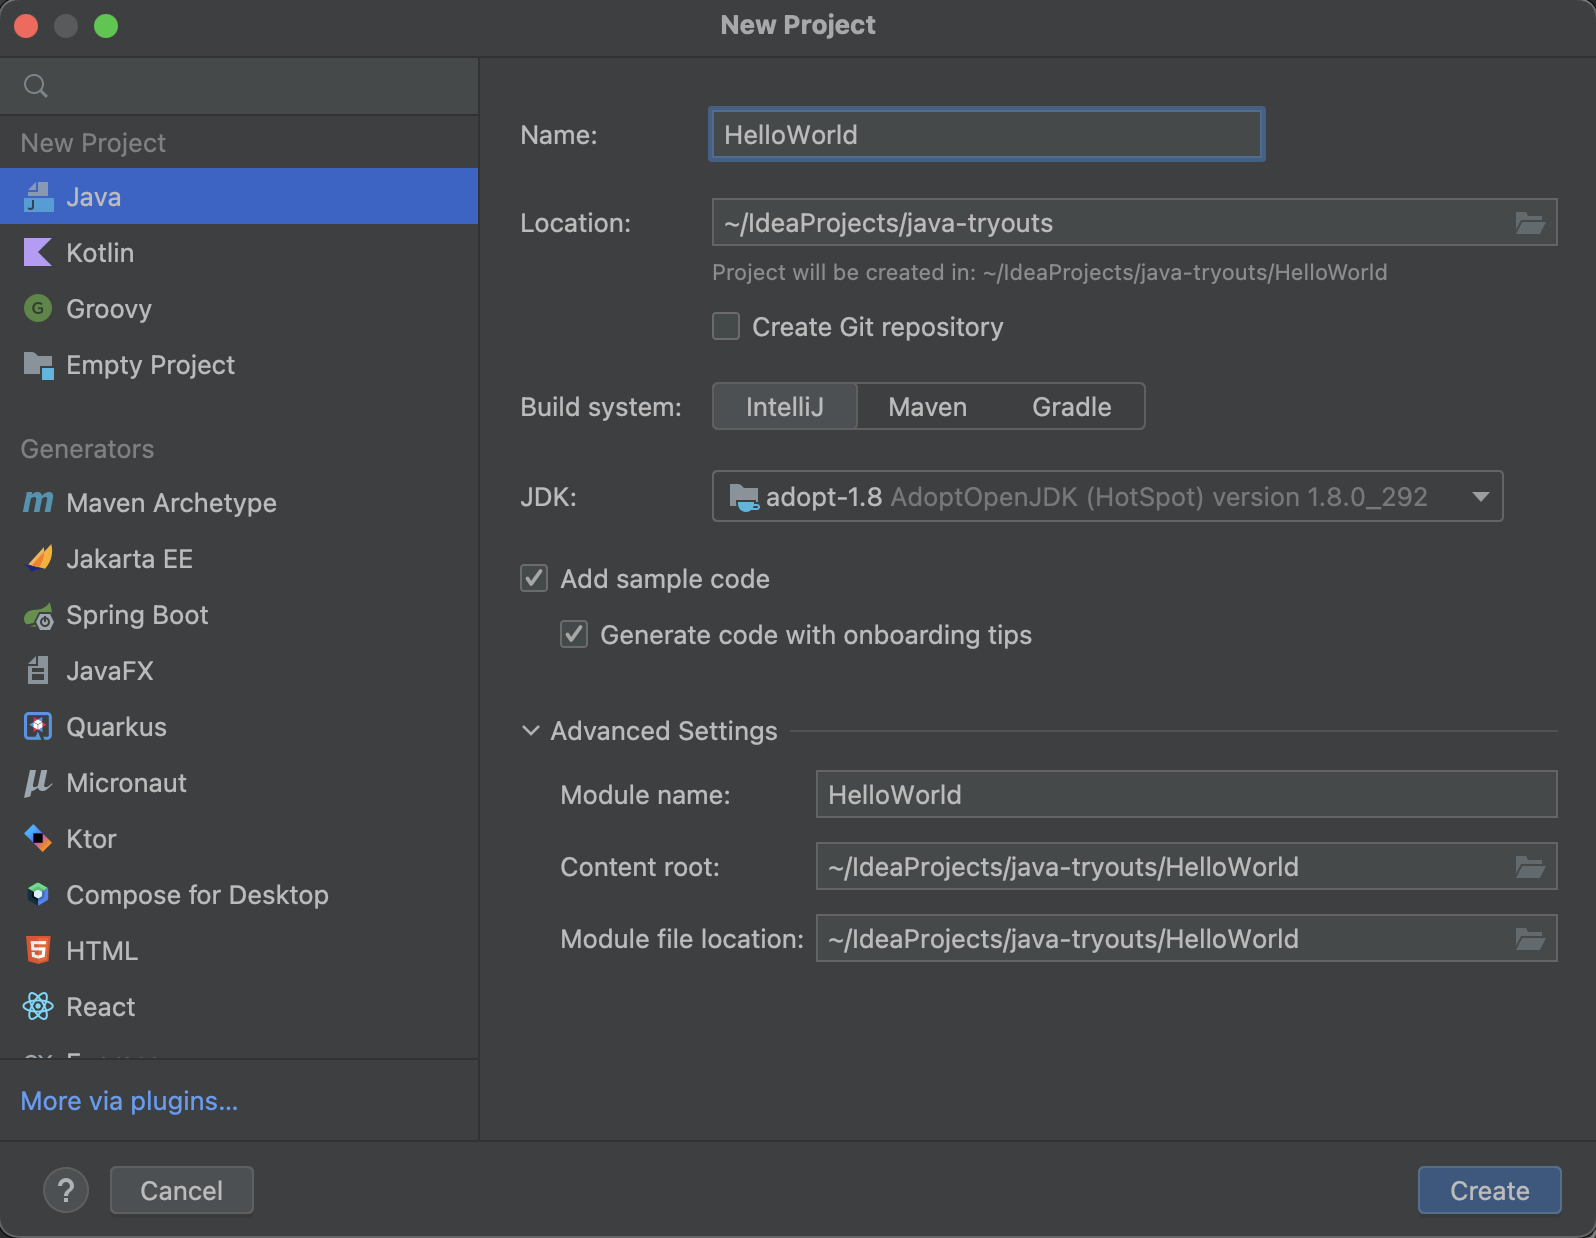 New Project
New Project
Java
Kotlin
Groovy
Empty Project
Generators
Maven Archetype
Jakarta EE
Spring Boot
JavaFX
Quarkus
Micronaut
Ktor
Compose for Desktop
HTML
React
More via plugins...
Name: HelloWorld
Location: ~/IdeaProjects/java-tryouts
Project will be created in: ~/IdeaProjects/java-tryouts/HelloWorld
Create Git repository
Build system: IntelliJ Maven Gradle
JDK: adopt-1.8 AdoptOpenJDK (HotSpot) version 1.8.0_292
Add sample code
Generate code with onboarding tips
Advanced Settings
Module name: HelloWorld
Content root: ~/IdeaProjects/java-tryouts/HelloWorld
Module file location: ~/IdeaProjects/java-tryouts/HelloWorld
? Cancel Create